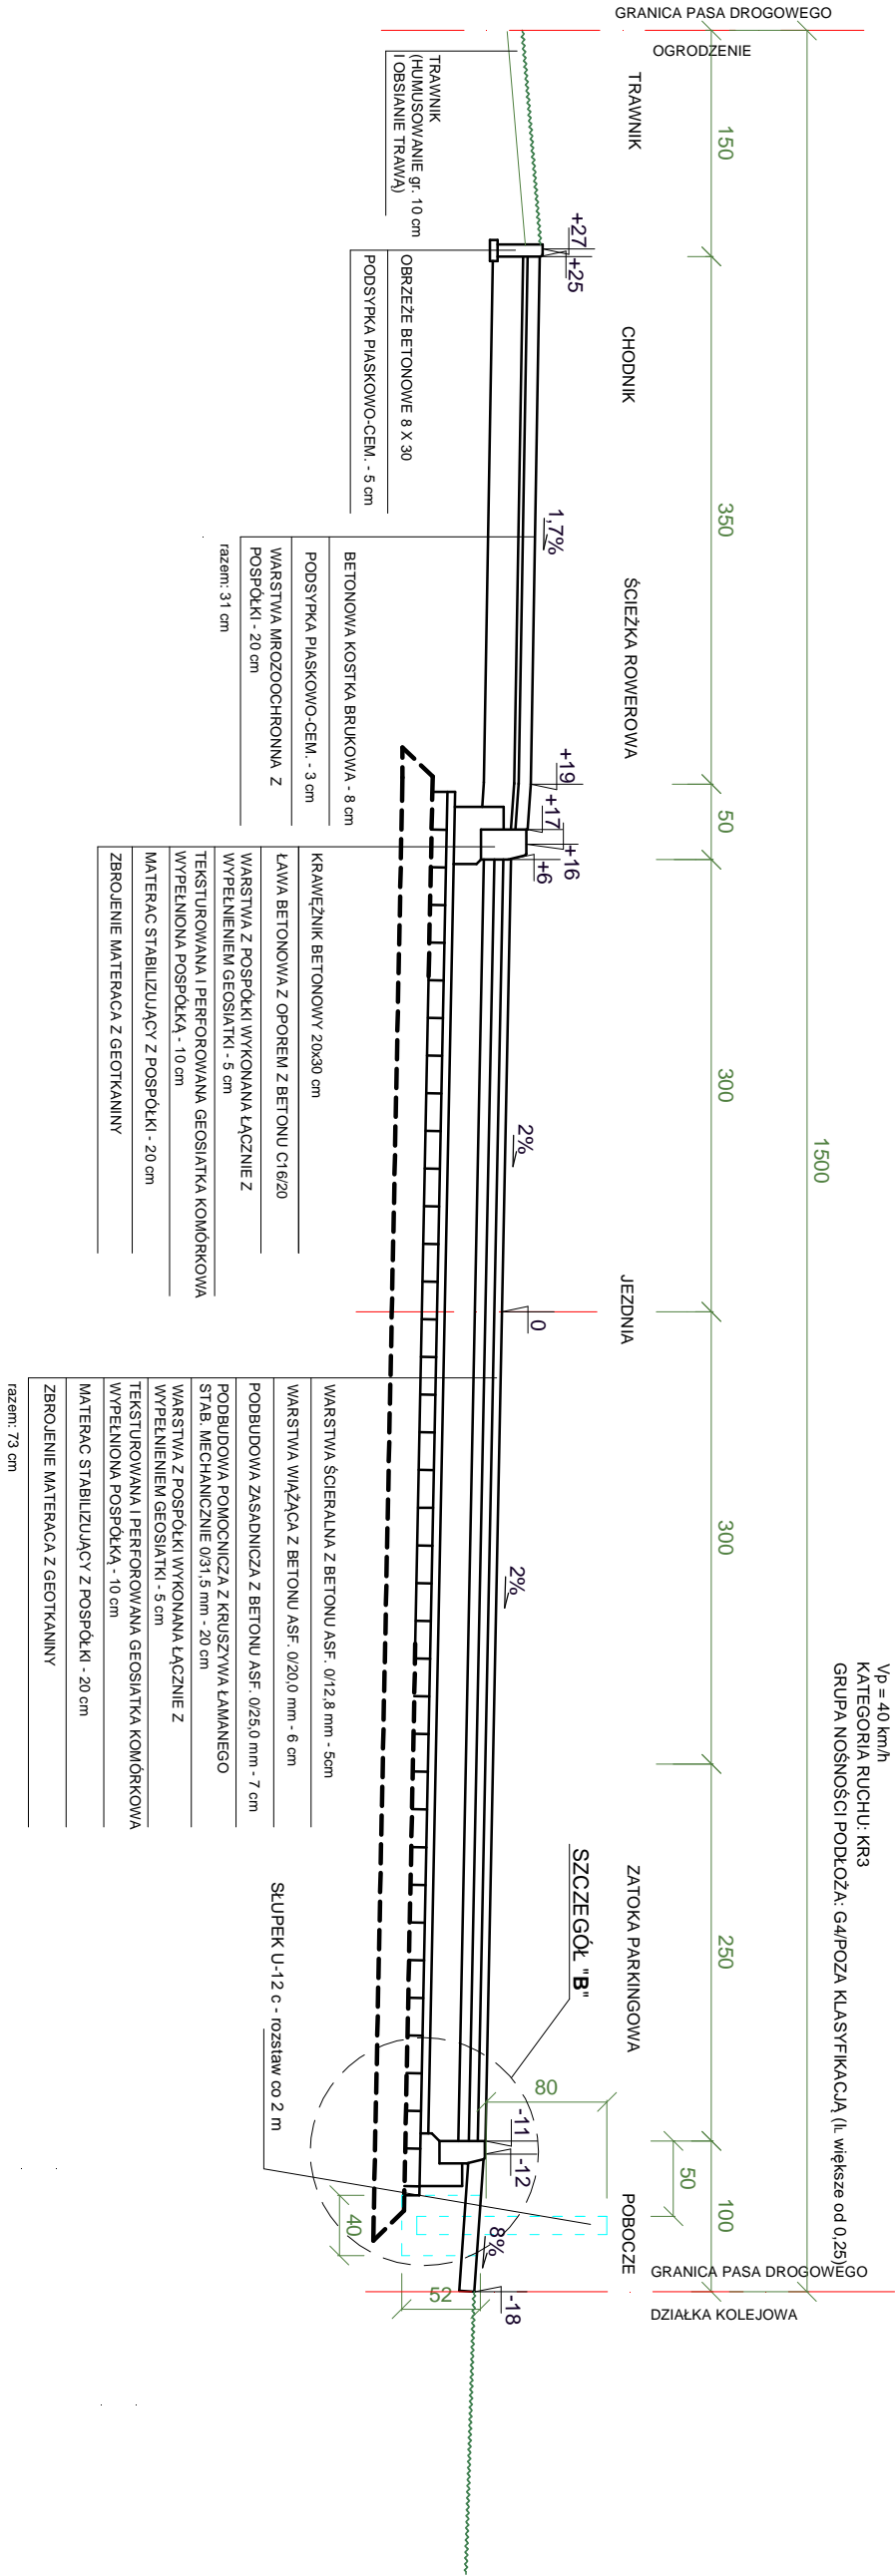 Vp = 40 km/h
KATEGORIA RUCHU: KR3
GRUPA NOŚNOŚCI PODŁOŻA: G4/POZA KLASYFIKACJĄ (IL większe od 0,25)
1500
150
350
50
300
300
250
100
50
GRANICA PASA DROGOWEGO
OGRODZENIE
TRAWNIK
CHODNIK
ŚCIEŻKA ROWEROWA
JEZDNIA
ZATOKA PARKINGOWA
POBOCZE
GRANICA PASA DROGOWEGO
DZIAŁKA KOLEJOWA
SZCZEGÓŁ "B"
80
+27
+25
1,7%
+19
+17
+16
+6
2%
0
2%
-11
-12
8%
-18
52
40
TRAWNIK
(HUMUSOWANIE gr. 10 cm
I OBSIANIE TRAWĄ)
OBRZEŻE BETONOWE 8 X 30
PODSYPKA PIASKOWO-CEM. - 5 cm
BETONOWA KOSTKA BRUKOWA - 8 cm
PODSYPKA PIASKOWO-CEM. - 3 cm
WARSTWA MROZOOCHRONNA Z
POSPÓŁKI - 20 cm
razem: 31 cm
KRAWĘŻNIK BETONOWY 20x30 cm
ŁAWA BETONOWA Z OPOREM Z BETONU C16/20
WARSTWA Z POSPÓŁKI WYKONANA ŁĄCZNIE Z
WYPEŁNIENIEM GEOSIATKI - 5 cm
TEKSTUROWANA I PERFOROWANA GEOSIATKA KOMÓRKOWA
WYPEŁNIONA POSPÓŁKĄ - 10 cm
MATERAC STABILIZUJĄCY Z POSPÓŁKI - 20 cm
ZBROJENIE MATERACA Z GEOTKANINY
WARSTWA ŚCIERALNA Z BETONU ASF. 0/12,8 mm - 5cm
WARSTWA WIĄŻĄCA Z BETONU ASF. 0/20,0 mm - 6 cm
PODBUDOWA ZASADNICZA Z BETONU ASF. 0/25,0 mm - 7 cm
PODBUDOWA POMOCNICZA Z KRUSZYWA ŁAMANEGO
STAB. MECHANICZNIE 0/31,5 mm - 20 cm
WARSTWA Z POSPÓŁKI WYKONANA ŁĄCZNIE Z
WYPEŁNIENIEM GEOSIATKI - 5 cm
TEKSTUROWANA I PERFOROWANA GEOSIATKA KOMÓRKOWA
WYPEŁNIONA POSPÓŁKĄ - 10 cm
MATERAC STABILIZUJĄCY Z POSPÓŁKI - 20 cm
ZBROJENIE MATERACA Z GEOTKANINY
razem: 73 cm
SŁUPEK U-12 c - rozstaw co 2 m